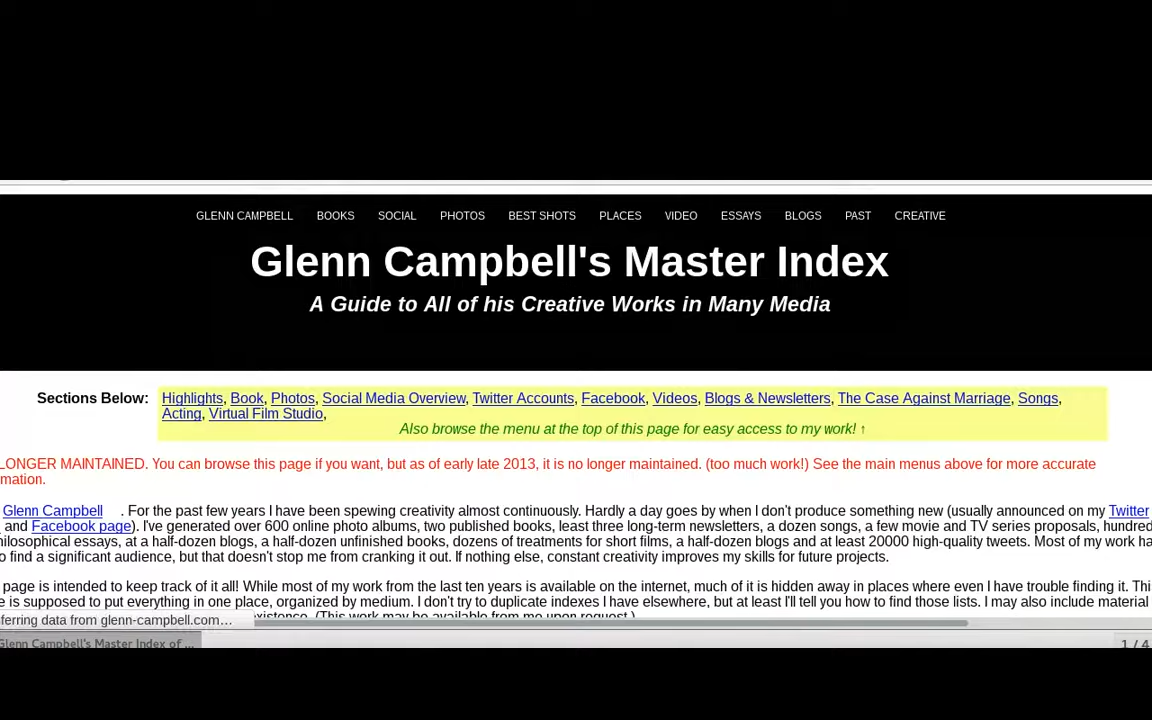 GLENN CAMPBELL BOOKS SOCIAL PHOTOS BEST SHOTS PLACES VIDEO ESSAYS BLOGS PAST CREATIVE
Glenn Campbell's Master Index
A Guide to All of his Creative Works in Many Media
Sections Below: Highlights, Book, Photos, Social Media Overview, Twitter Accounts, Facebook, Videos, Blogs & Newsletters, The Case Against Marriage, Songs,
Acting, Virtual Film Studio,
Also browse the menu at the top of this page for easy access to my work! ↑
LONGER MAINTAINED. You can browse this page if you want, but as of early late 2013, it is no longer maintained. (too much work!) See the main menus above for more accurate
mation.
Glenn Campbell . For the past few years I have been spewing creativity almost continuously. Hardly a day goes by when I don't produce something new (usually announced on my Twitter
and Facebook page). I've generated over 600 online photo albums, two published books, least three long-term newsletters, a dozen songs, a few movie and TV series proposals, hundred
hilosophical essays, at a half-dozen blogs, a half-dozen unfinished books, dozens of treatments for short films, a half-dozen blogs and at least 20000 high-quality tweets. Most of my work ha
o find a significant audience, but that doesn't stop me from cranking it out. If nothing else, constant creativity improves my skills for future projects.
page is intended to keep track of it all! While most of my work from the last ten years is available on the internet, much of it is hidden away in places where even I have trouble finding it. Thi
e is supposed to put everything in one place, organized by medium. I don't try to duplicate indexes I have elsewhere, but at least I'll tell you how to find those lists. I may also include material
existence. (This work may be available from me upon request.)
ferring data from glenn-campbell.com...
Glenn Campbell's Master Index of ...
1 / 4